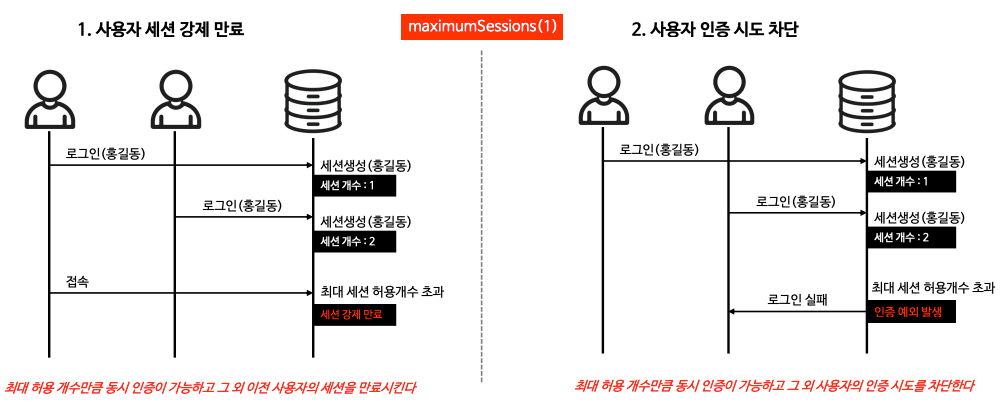 1. 사용자 세션 강제 만료
maximumSessions(1)
2. 사용자 인증 시도 차단
로그인(홍길동)
세션생성(홍길동)
세션 개수 : 1
로그인(홍길동)
세션생성(홍길동)
세션 개수 : 2
접속
최대 세션 허용개수 초과
세션 강제 만료
최대 허용 개수만큼 동시 인증이 가능하고 그 외 이전 사용자의 세션을 만료시킨다
로그인(홍길동)
세션생성(홍길동)
세션 개수 : 1
로그인(홍길동)
세션생성(홍길동)
세션 개수 : 2
최대 세션 허용개수 초과
로그인 실패
인증 예외 발생
최대 허용 개수만큼 동시 인증이 가능하고 그 외 사용자의 인증 시도를 차단한다